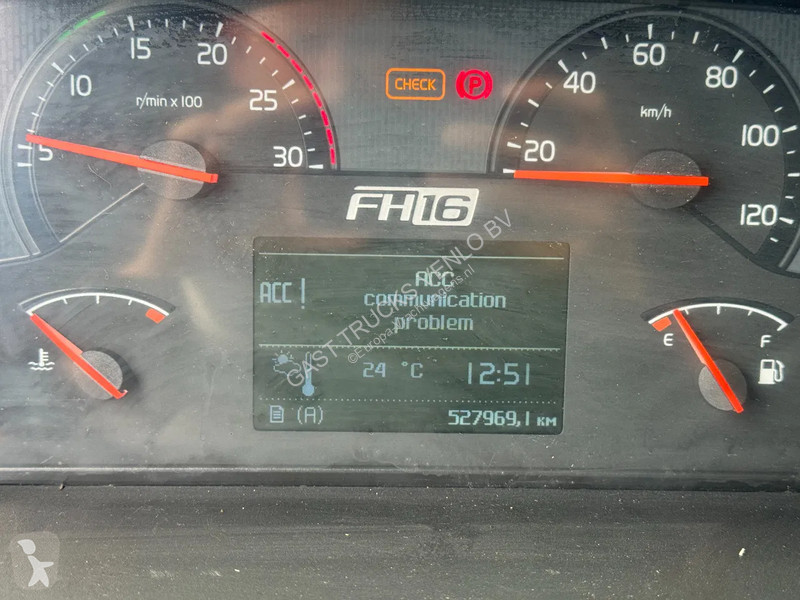 5 10 15 20 25 30
r/min x 100
CHECK
P
20 40 60 80 100 120
km/h
FH16
ACC !
ACC
communication
problem
24 °C 12:51
(A) 527969,1 KM
E F
GAST TRUCKS VENLO BV